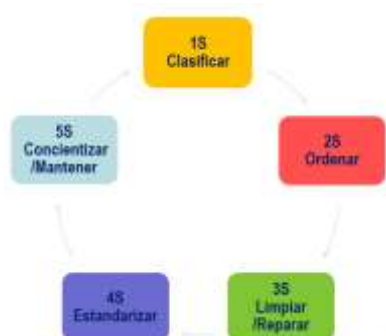 1S
Clasificar
2S
Ordenar
3S
Limpiar
/Reparar
4S
Estandarizar
5S
Concientizar
/Mantener